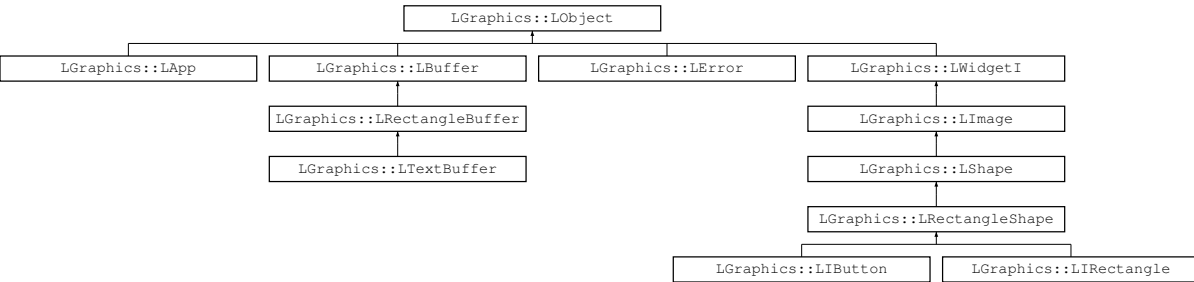 LGraphics::LObject
LGraphics::LApp
LGraphics::LBuffer
LGraphics::LError
LGraphics::LWidgetI
LGraphics::LRectangleBuffer
LGraphics::LImage
LGraphics::LTextBuffer
LGraphics::LShape
LGraphics::LRectangleShape
LGraphics::LIButton
LGraphics::LIRectangle